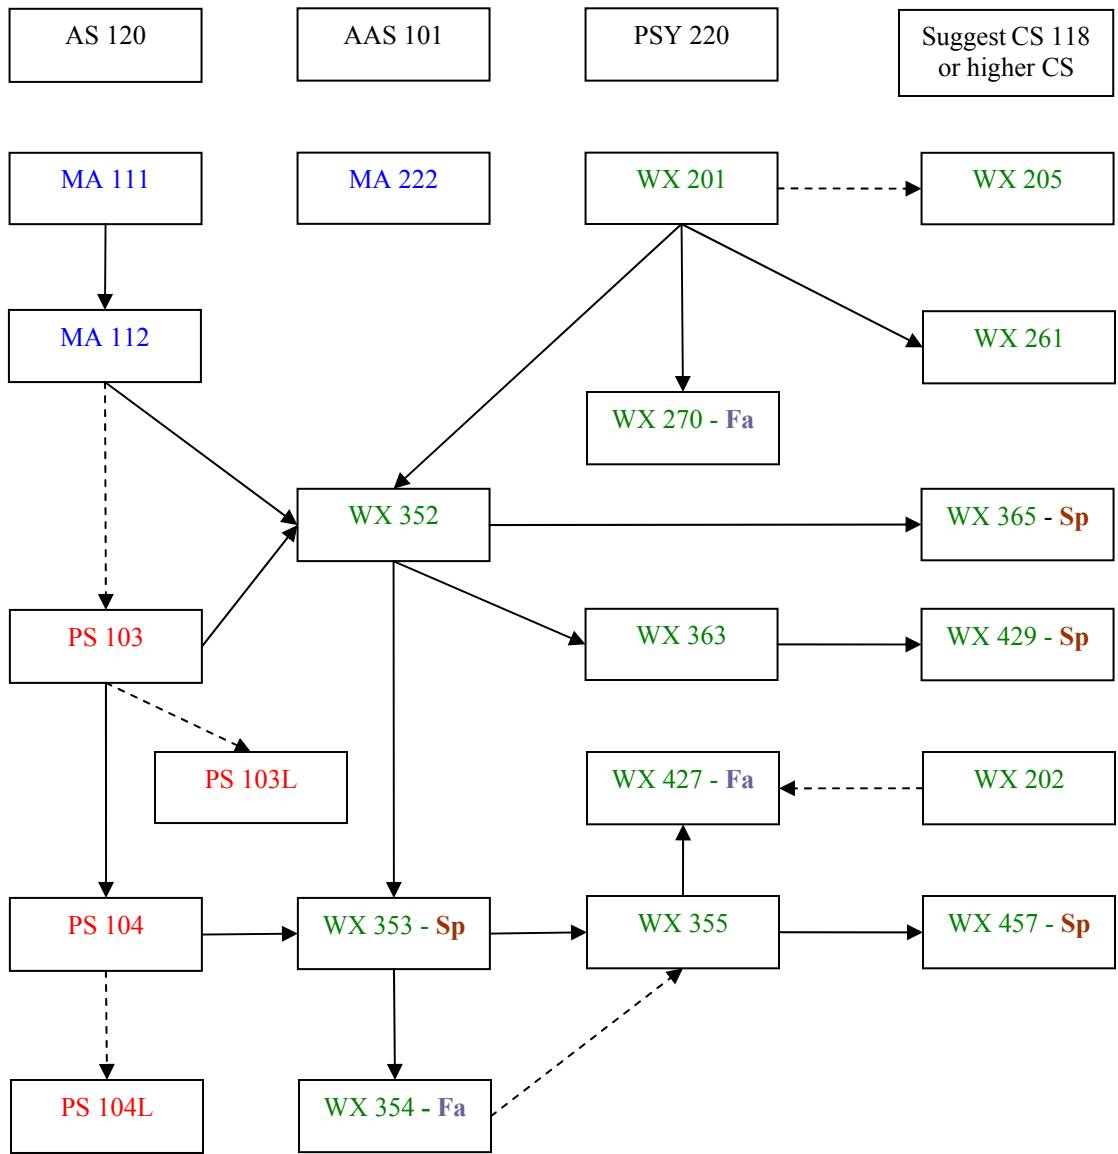 AS 120
AAS 101
PSY 220
Suggest CS 118
or higher CS
MA 111
MA 222
WX 201
WX 205
MA 112
WX 261
WX 270 - Fa
WX 352
WX 365 - Sp
PS 103
WX 363
WX 429 - Sp
PS 103L
WX 427 - Fa
WX 202
PS 104
WX 353 - Sp
WX 355
WX 457 - Sp
PS 104L
WX 354 - Fa